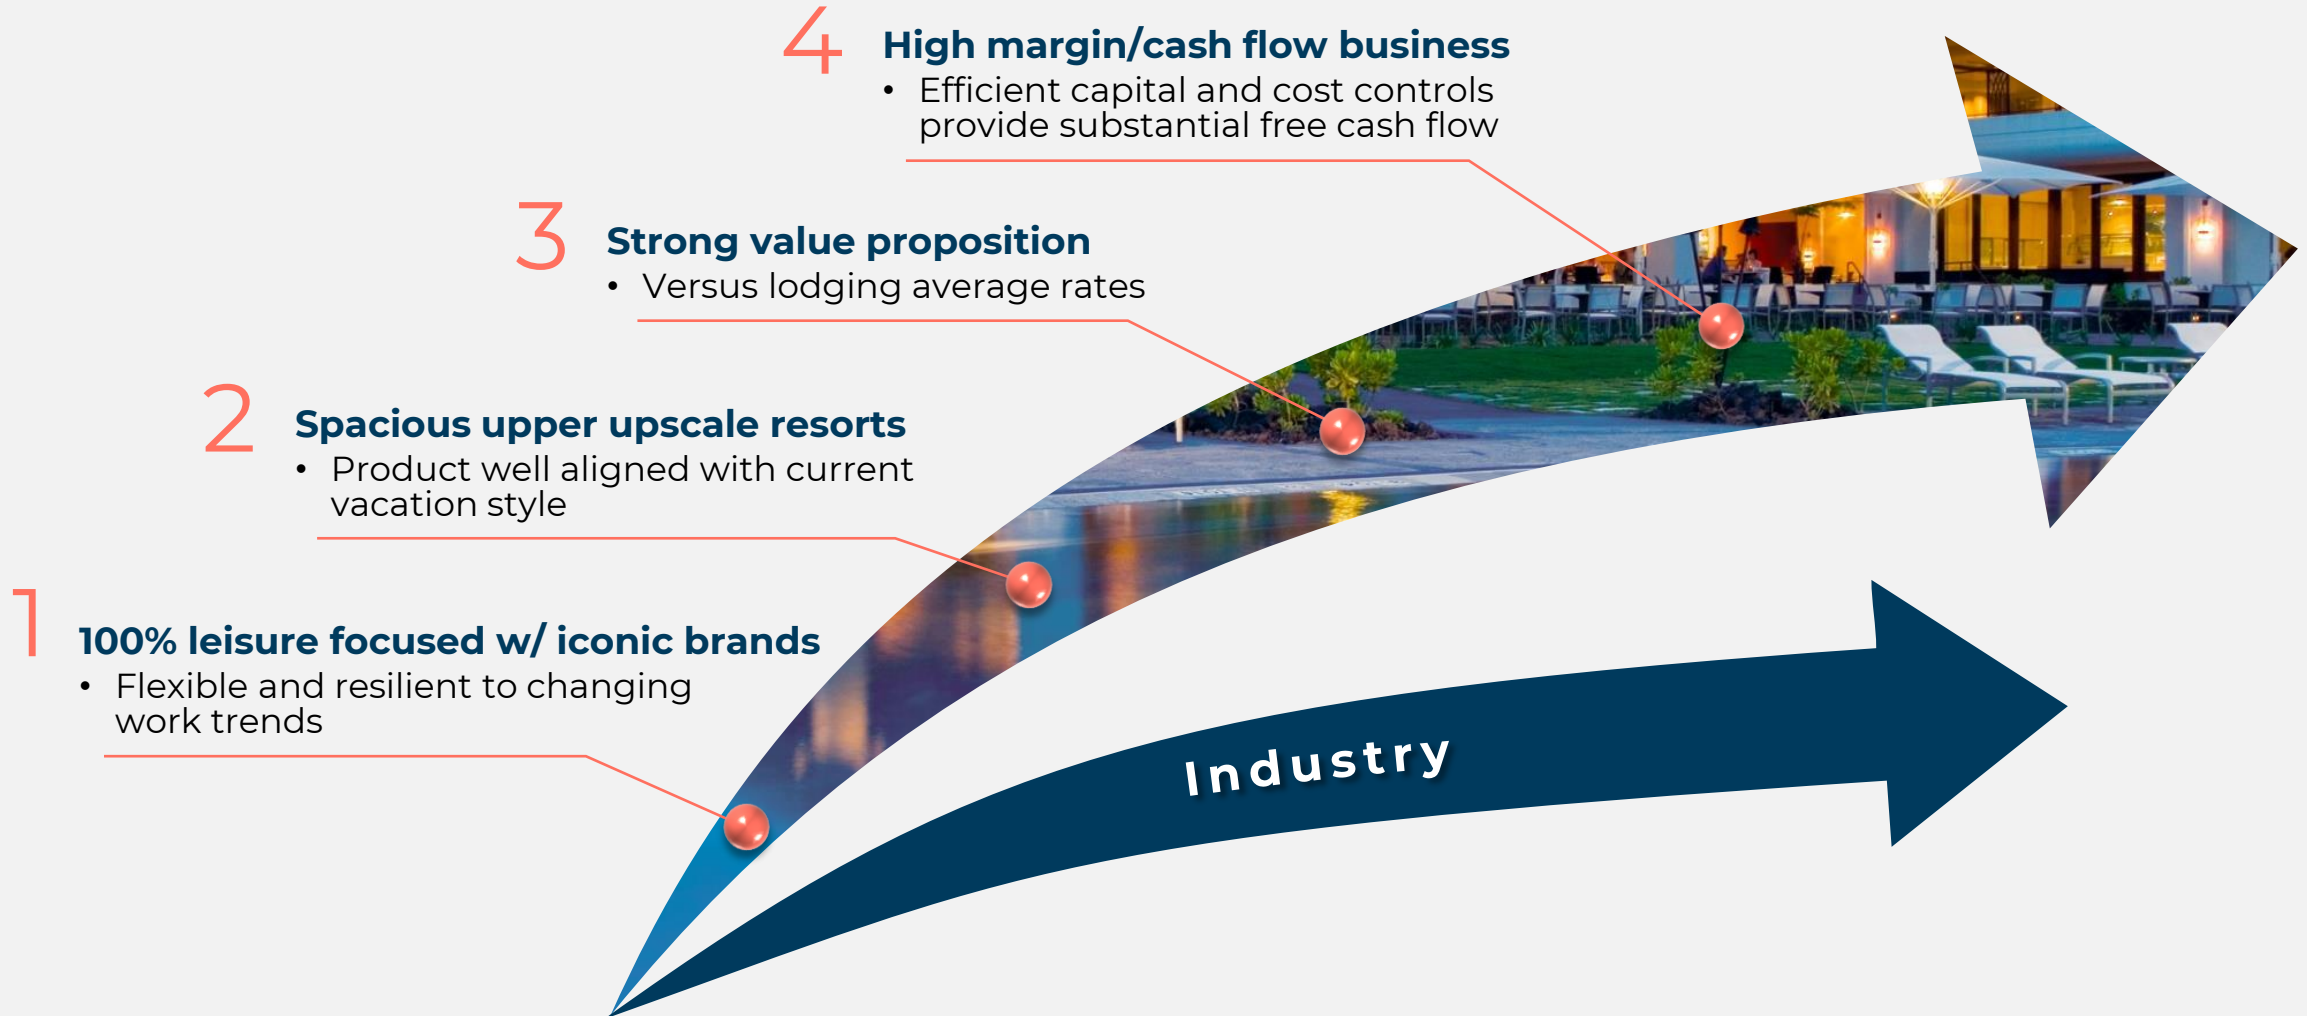 4
High margin/cash flow business
• Efficient capital and cost controls
provide substantial free cash flow
3
Strong value proposition
• Versus lodging average rates
2
Spacious upper upscale resorts
• Product well aligned with current
vacation style
1
100% leisure focused w/ iconic brands
• Flexible and resilient to changing
work trends
Industry